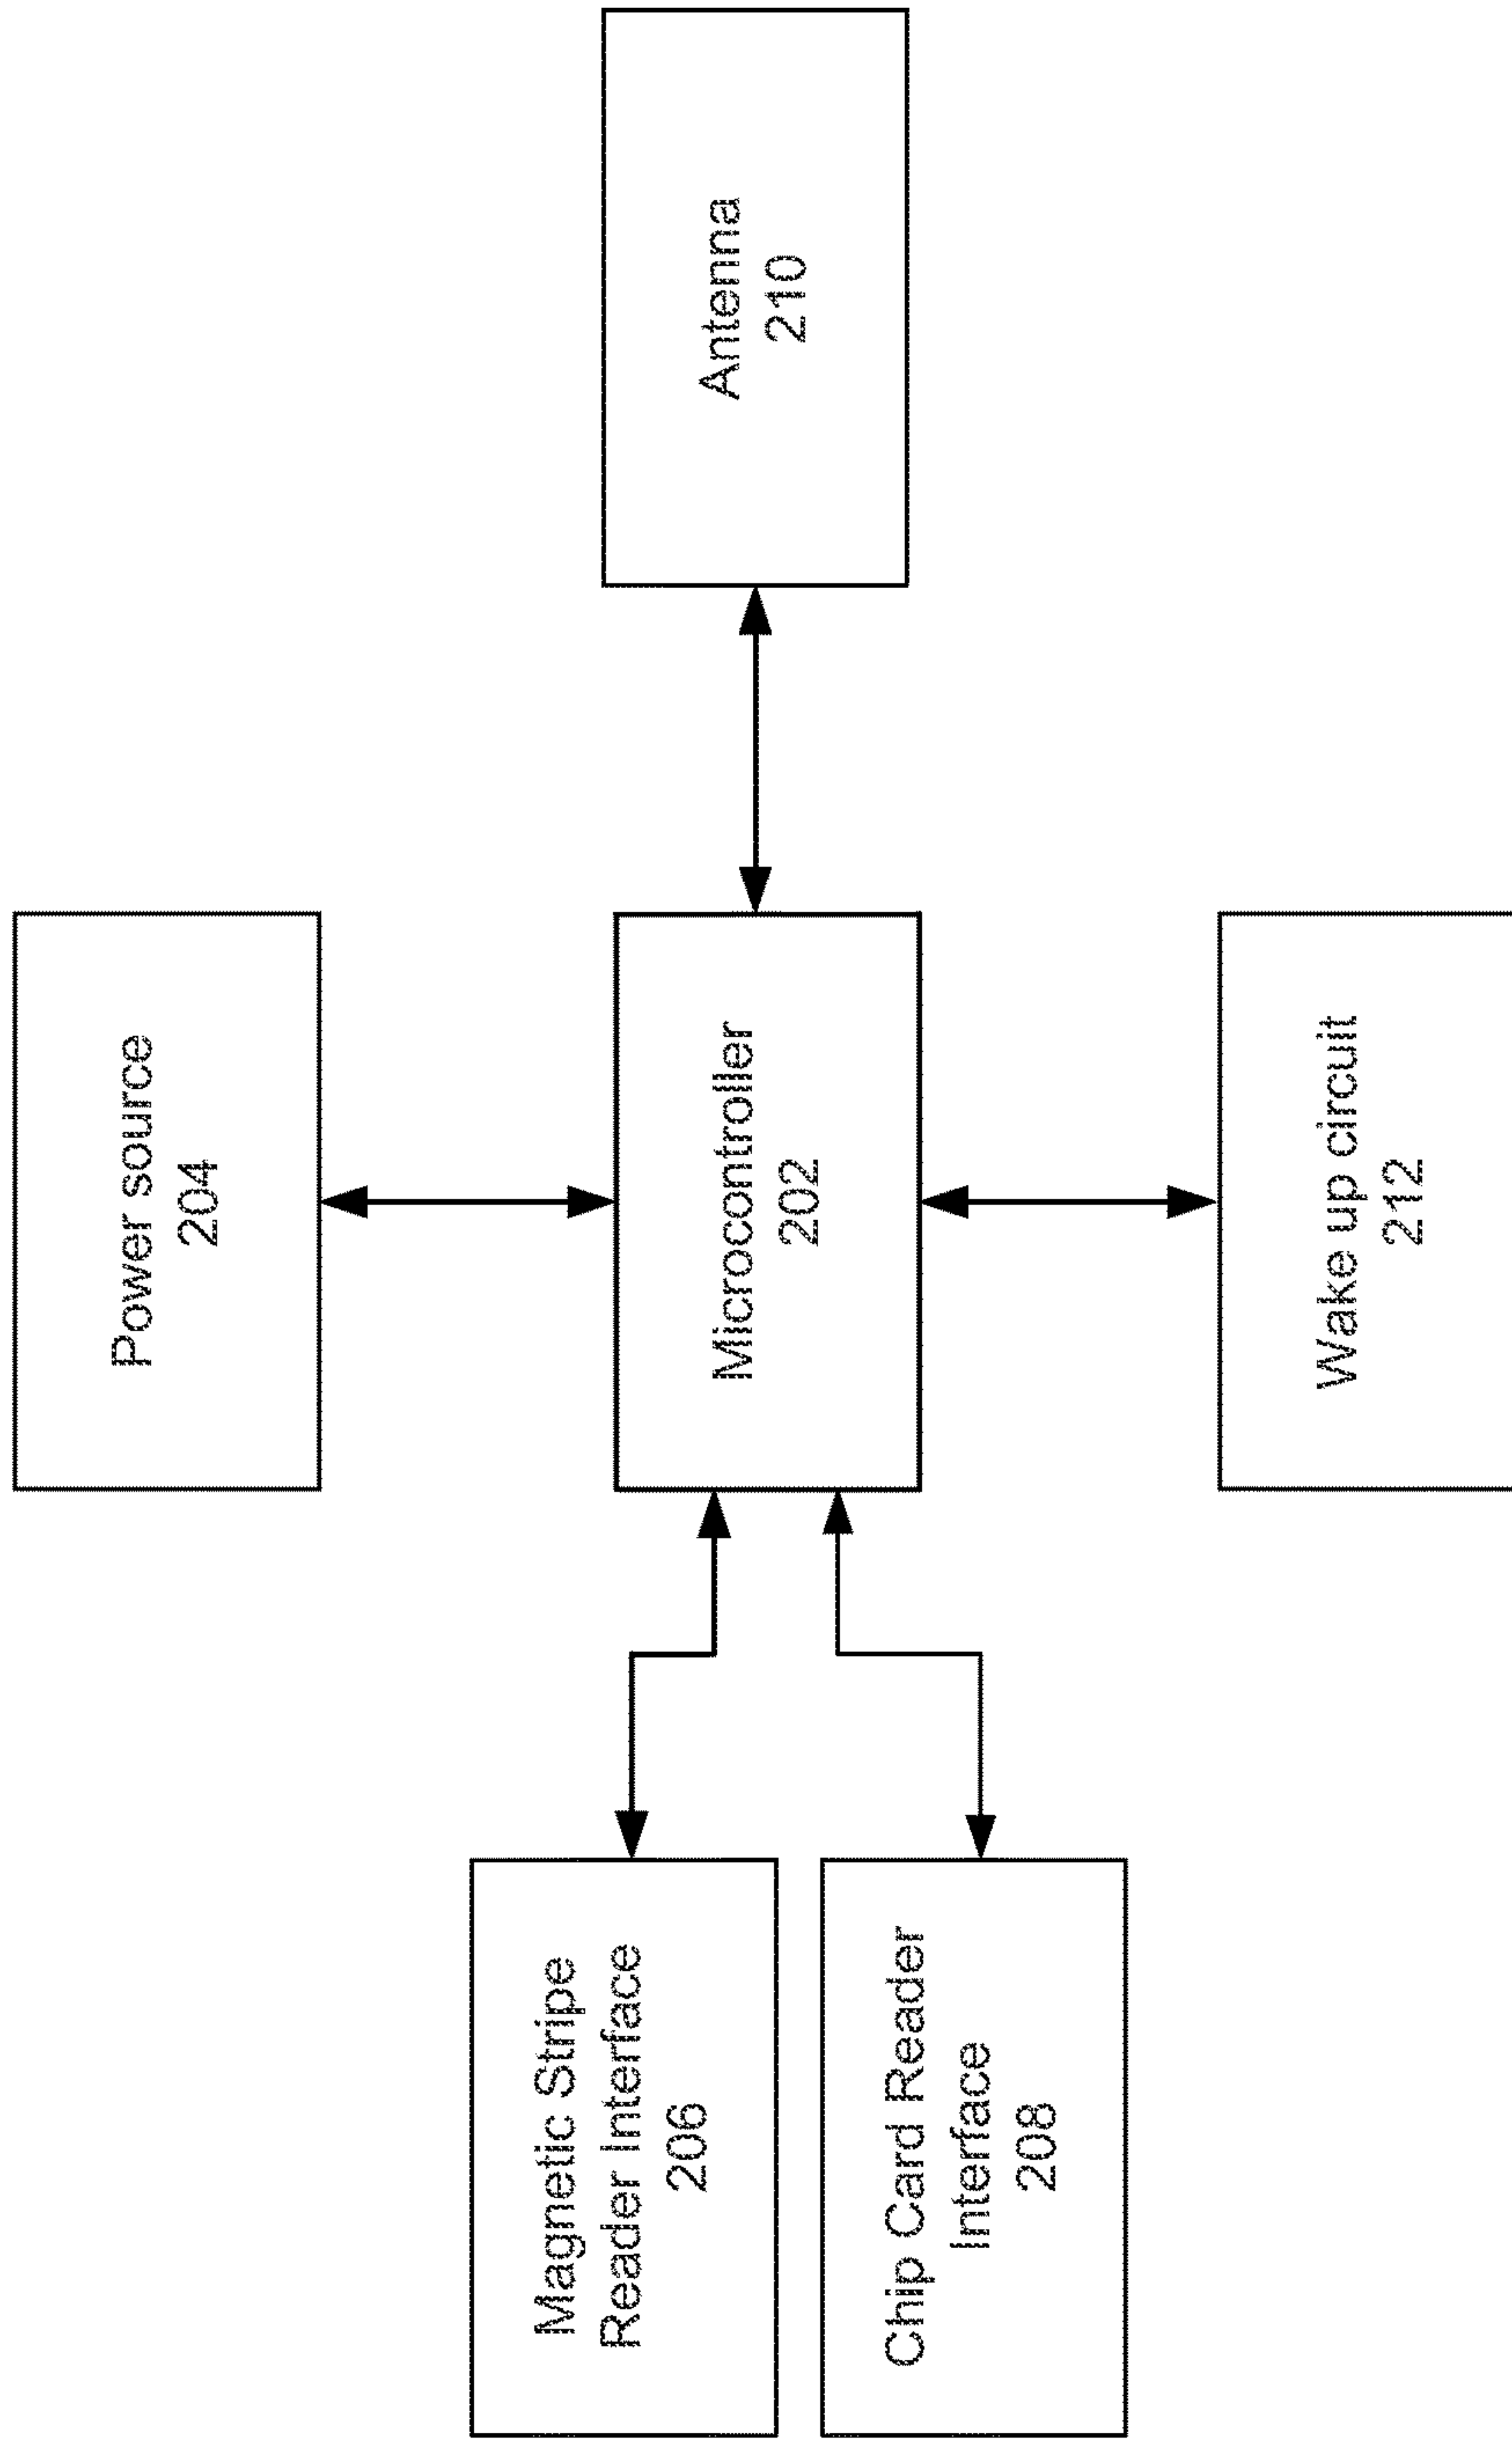 Power source
204
Magnetic Stripe
Reader Interface
206
Microcontroller
202
Antenna
210
Chip Card Reader
Interface
208
Wake up circuit
212